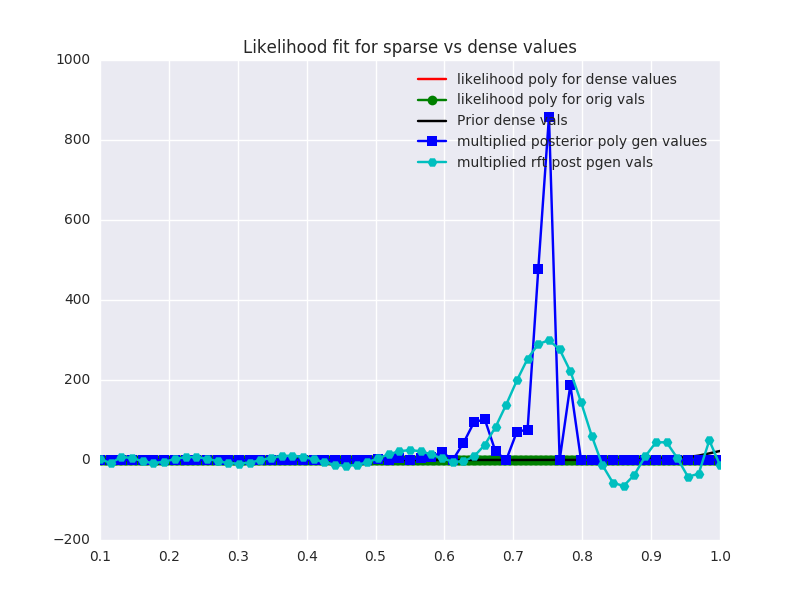 Likelihood fit for sparse vs dense values
1000
800
600
400
200
0
−200
likelihood poly for dense values
likelihood poly for orig vals
Prior dense vals
multiplied posterior poly gen values
multiplied rft post pgen vals
0.1 0.2 0.3 0.4 0.5 0.6 0.7 0.8 0.9 1.0